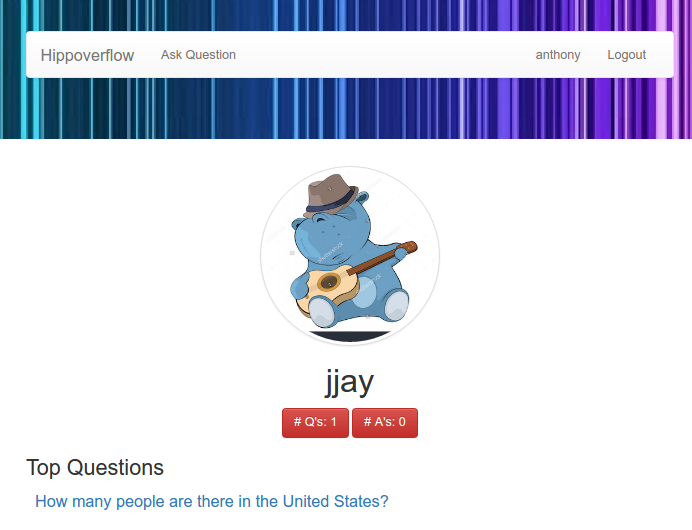 Hippoverflow Ask Question anthony Logout
shutterstock
jjay
# Q's: 1 # A's: 0
Top Questions
How many people are there in the United States?